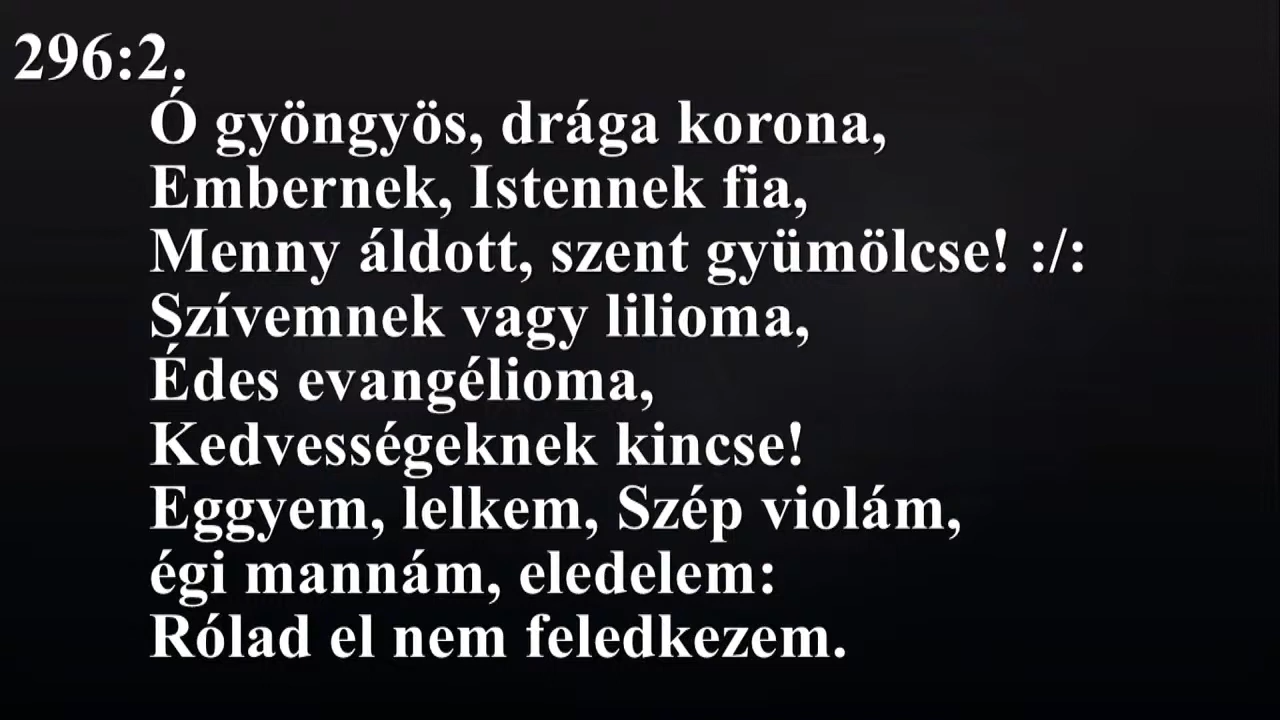 296:2.
Ó gyöngyös, drága korona,
Embernek, Istennek fia,
Menny áldott, szent gyümölcse! :/:
Szívemnek vagy lilioma,
Édes evangélioma,
Kedvességeknek kincse!
Eggyem, lelkem, Szép violám,
égi mannám, eledelem:
Rólad el nem feledkezem.